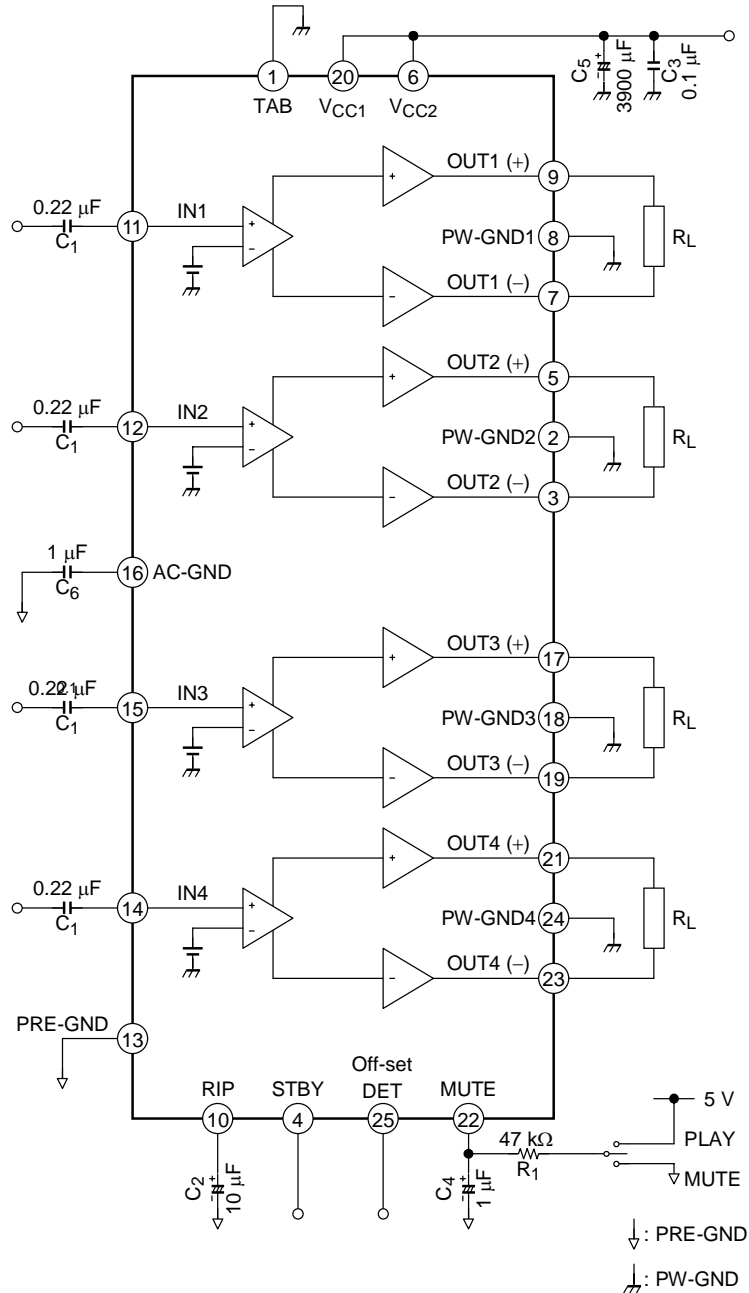 1
20
6
TAB
VCC1
VCC2
C5
3900 µF
C3
0.1 µF
0.22 µF
C1
11
IN1
+
−
+
−
OUT1 (+)
9
PW-GND1
8
OUT1 (−)
7
RL
0.22 µF
C1
12
IN2
+
−
+
−
OUT2 (+)
5
PW-GND2
2
OUT2 (−)
3
RL
1 µF
C6
16
AC-GND
C1
15
IN3
+
−
+
−
OUT3 (+)
17
PW-GND3
18
OUT3 (−)
19
RL
0.22 µF
C1
14
IN4
+
−
+
−
OUT4 (+)
21
PW-GND4
24
OUT4 (−)
23
RL
PRE-GND
13
RIP
STBY
Off-set
DET
MUTE
10
4
25
22
C2
10 µF
C4
1 µF
47 kΩ
R1
5 V
PLAY
MUTE
: PRE-GND
: PW-GND